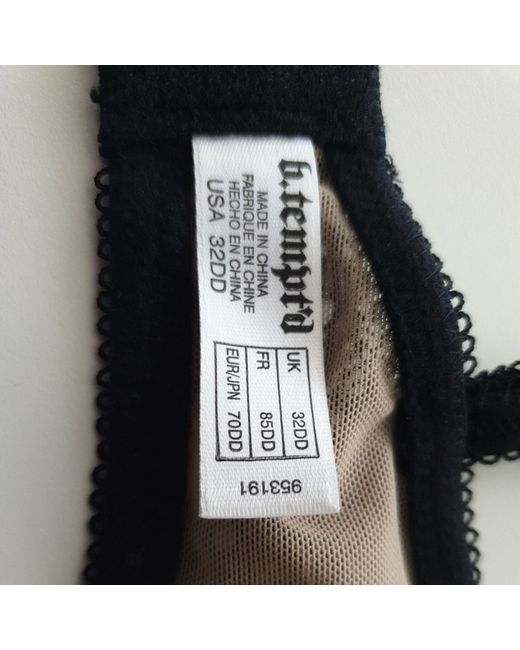 b.tempt'd
MADE IN CHINA
FABRIQUE EN CHINE
HECHO EN CHINA
USA 32DD
UK 32DD
FR 85DD
EUR/JPN 70DD
953191